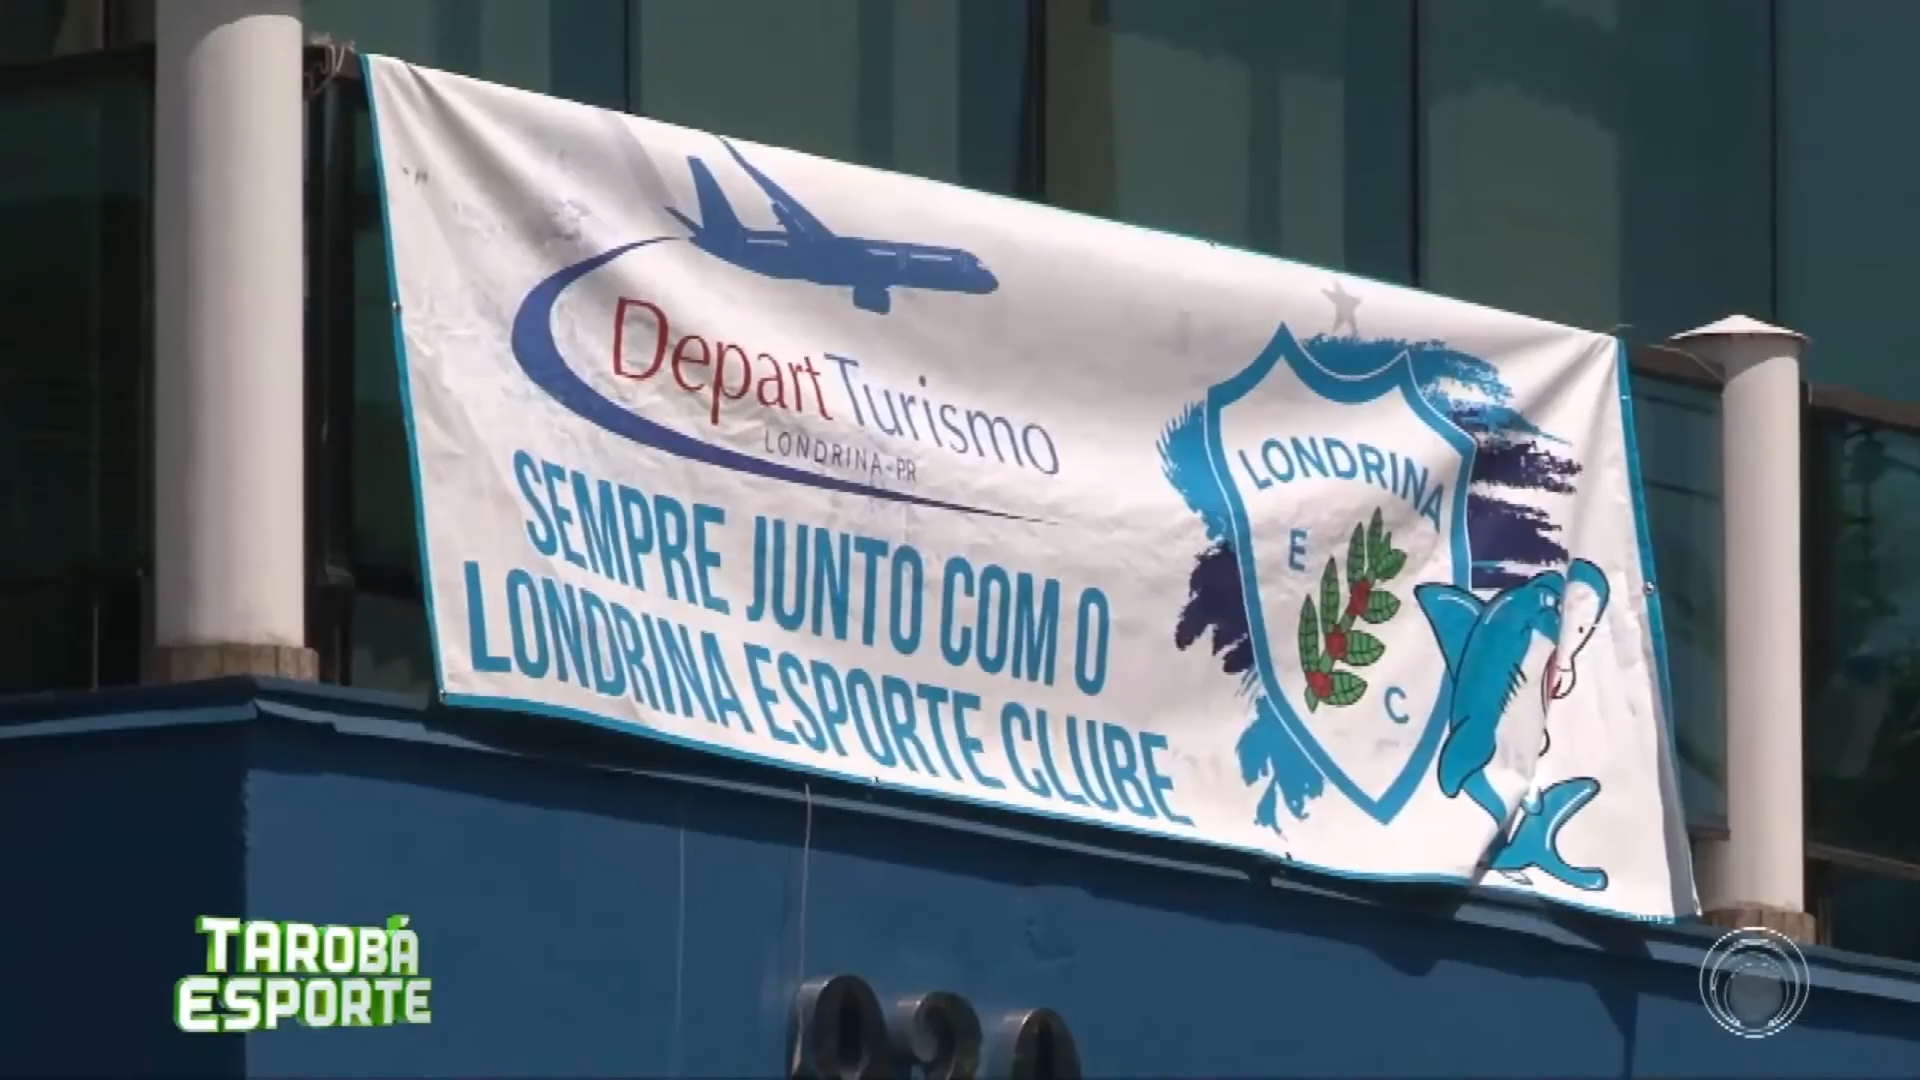 Depart Turismo
LONDRINA-PR
SEMPRE JUNTO COM O
LONDRINA ESPORTE CLUBE
LONDRINA
E
C
TAROBÁ
ESPORTE